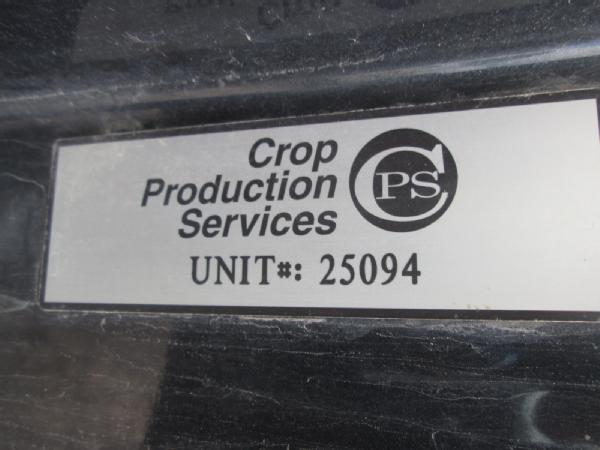 Crop
Production
Services
CPS
UNIT#: 25094